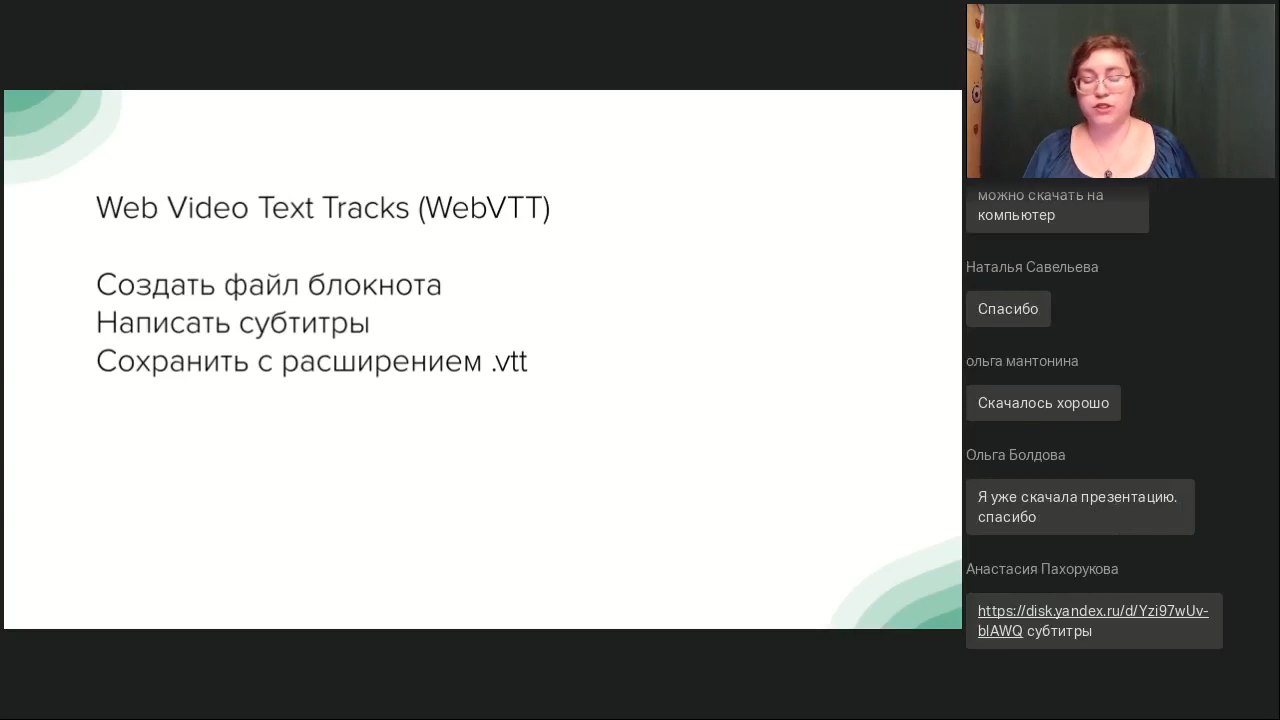 Web Video Text Tracks (WebVTT)
Создать файл блокнота
Написать субтитры
Сохранить с расширением .vtt
можно скачать на
компьютер
Наталья Савельева
Спасибо
ольга мантонина
Скачалось хорошо
Ольга Болдова
Я уже скачала презентацию.
спасибо
Анастасия Пахорукова
https://disk.yandex.ru/d/Yzi97wUv-
blAWQ субтитры